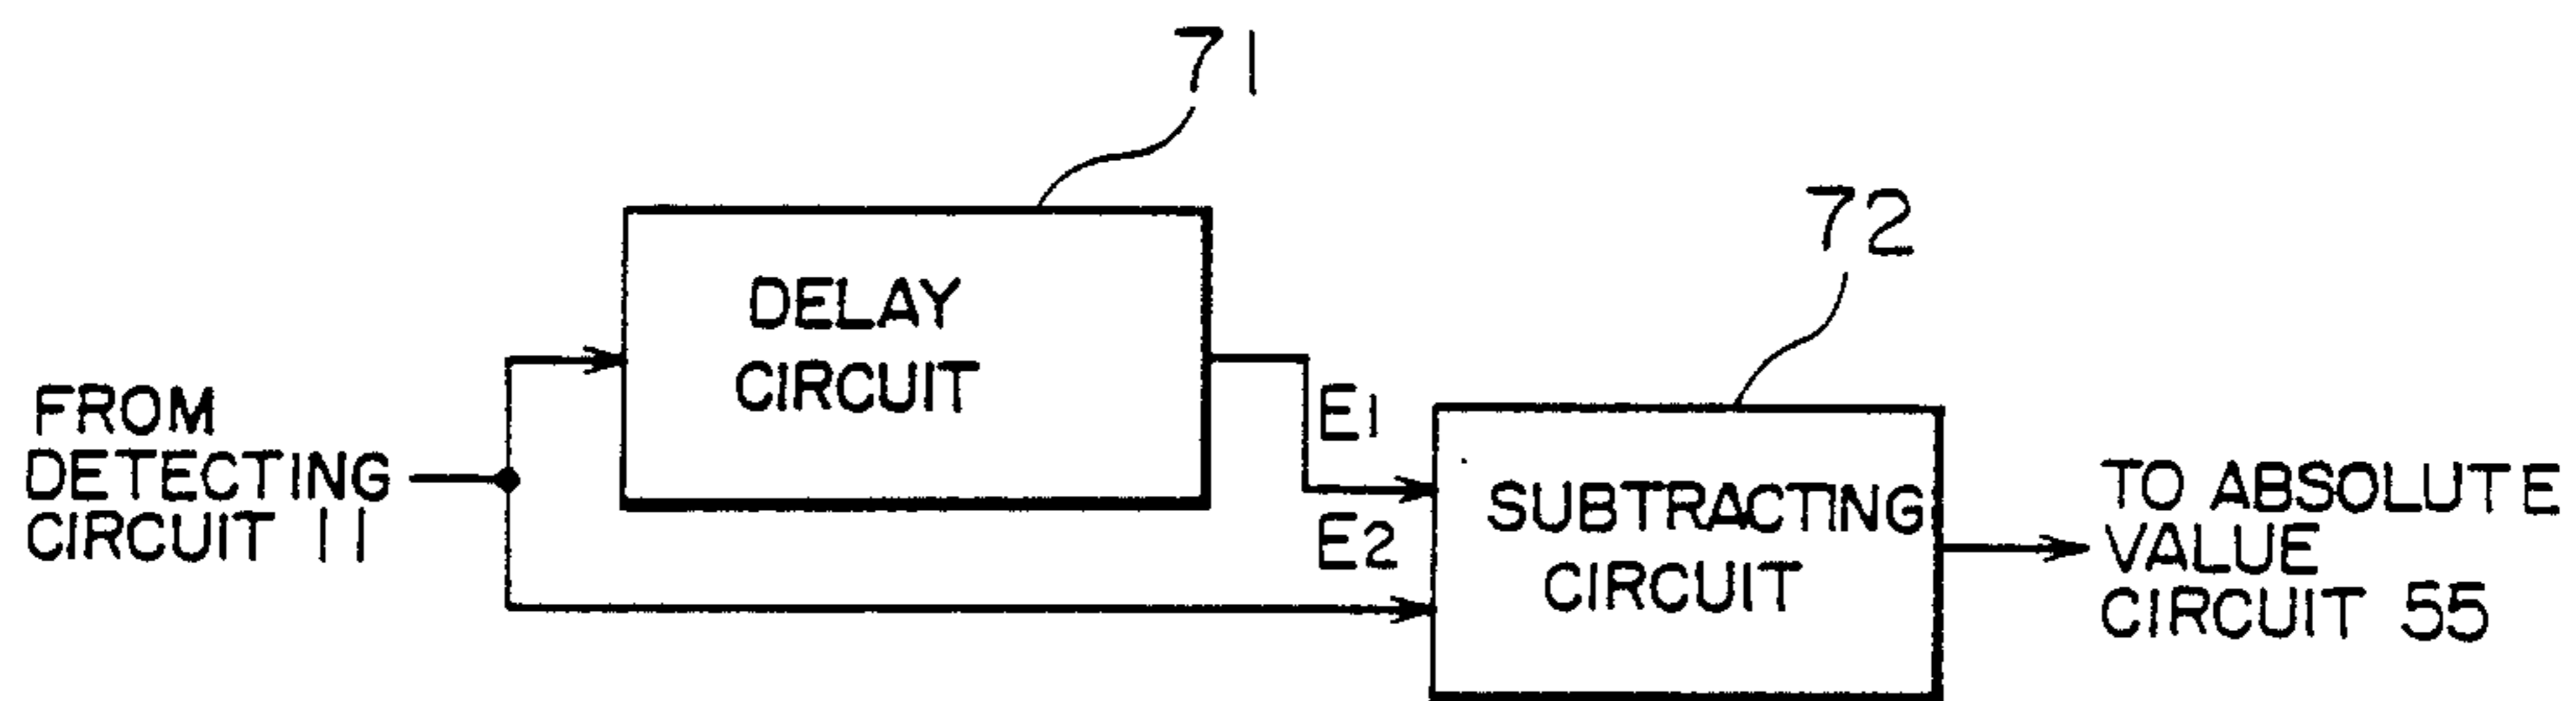 71
72
DELAY
CIRCUIT
FROM
DETECTING
CIRCUIT 11
E1
E2
SUBTRACTING
CIRCUIT
TO ABSOLUTE
VALUE
CIRCUIT 55